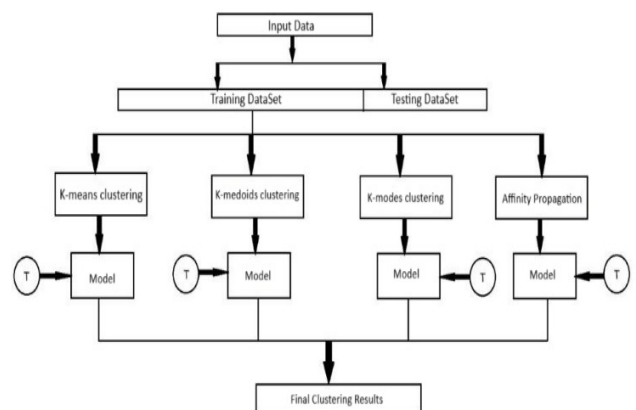 Input Data
Training DataSet
Testing DataSet
K-means clustering
K-medoids clustering
K-modes clustering
Affinity Propagation
T
Model
T
Model
Model
T
Model
T
Final Clustering Results